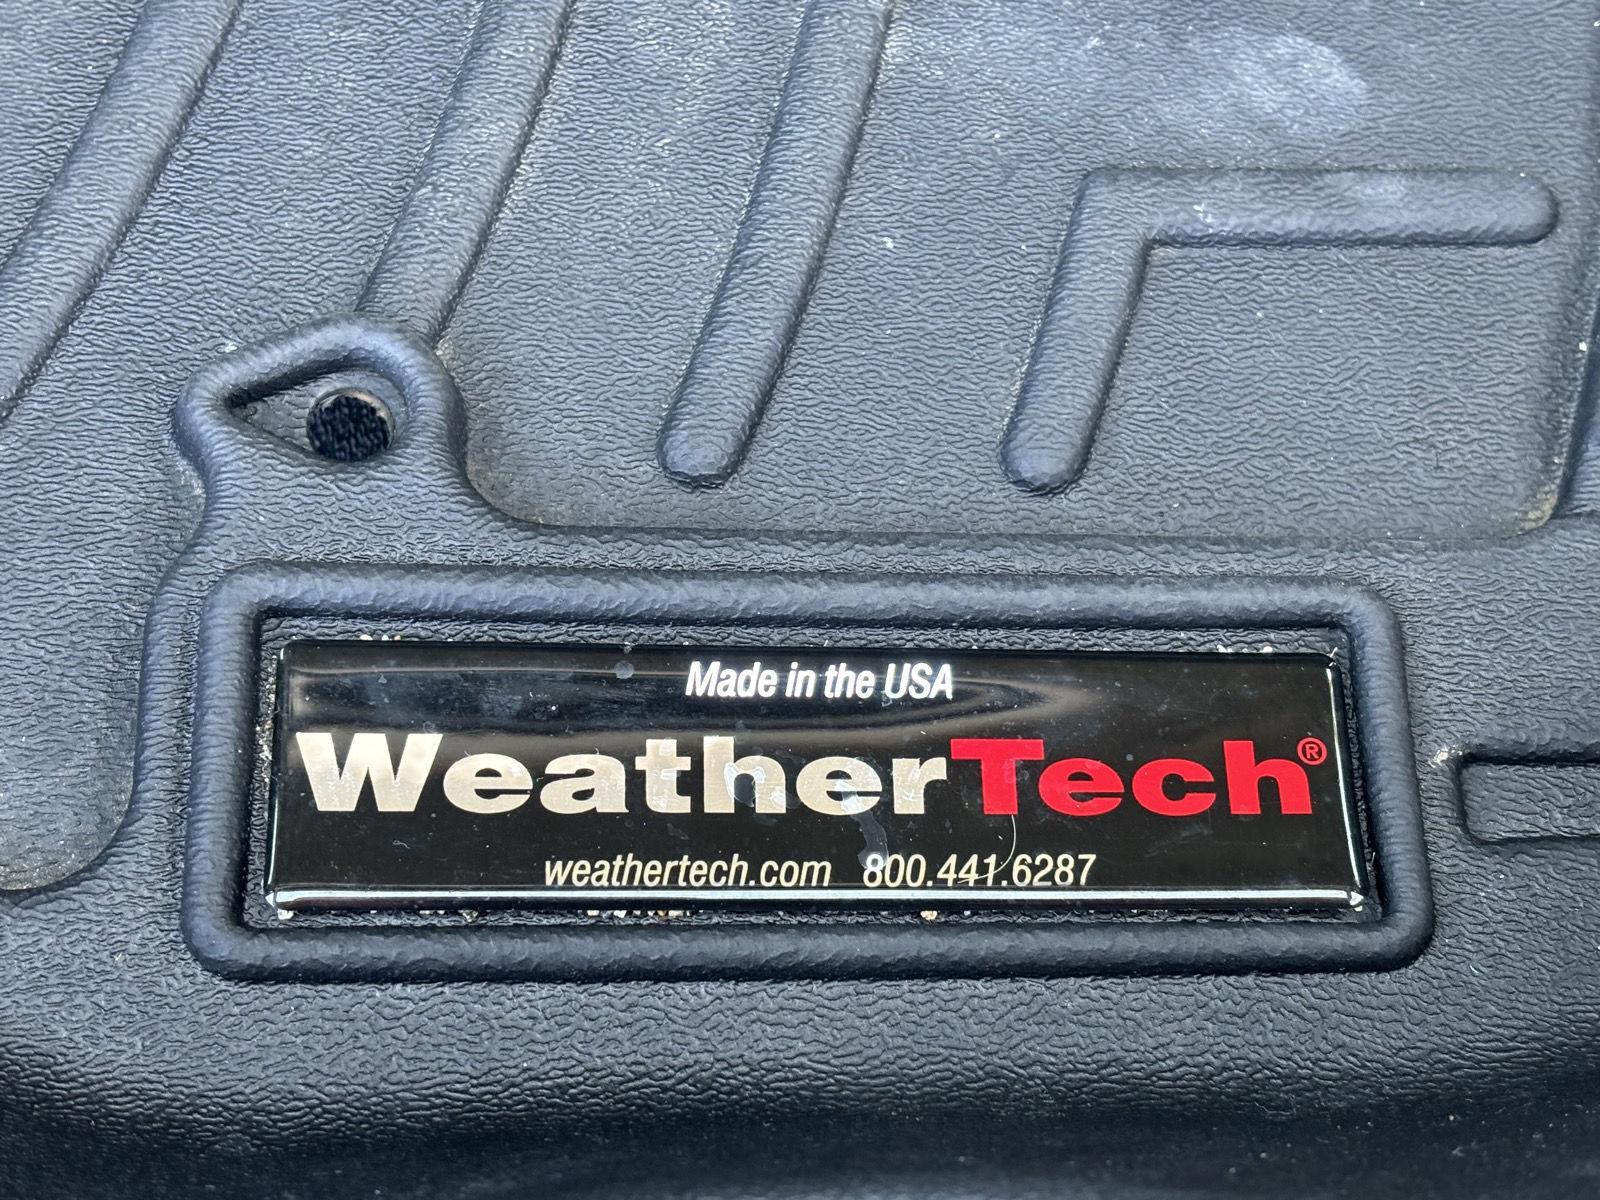 Made in the USA
WeatherTech®
weathertech.com 800.441.6287